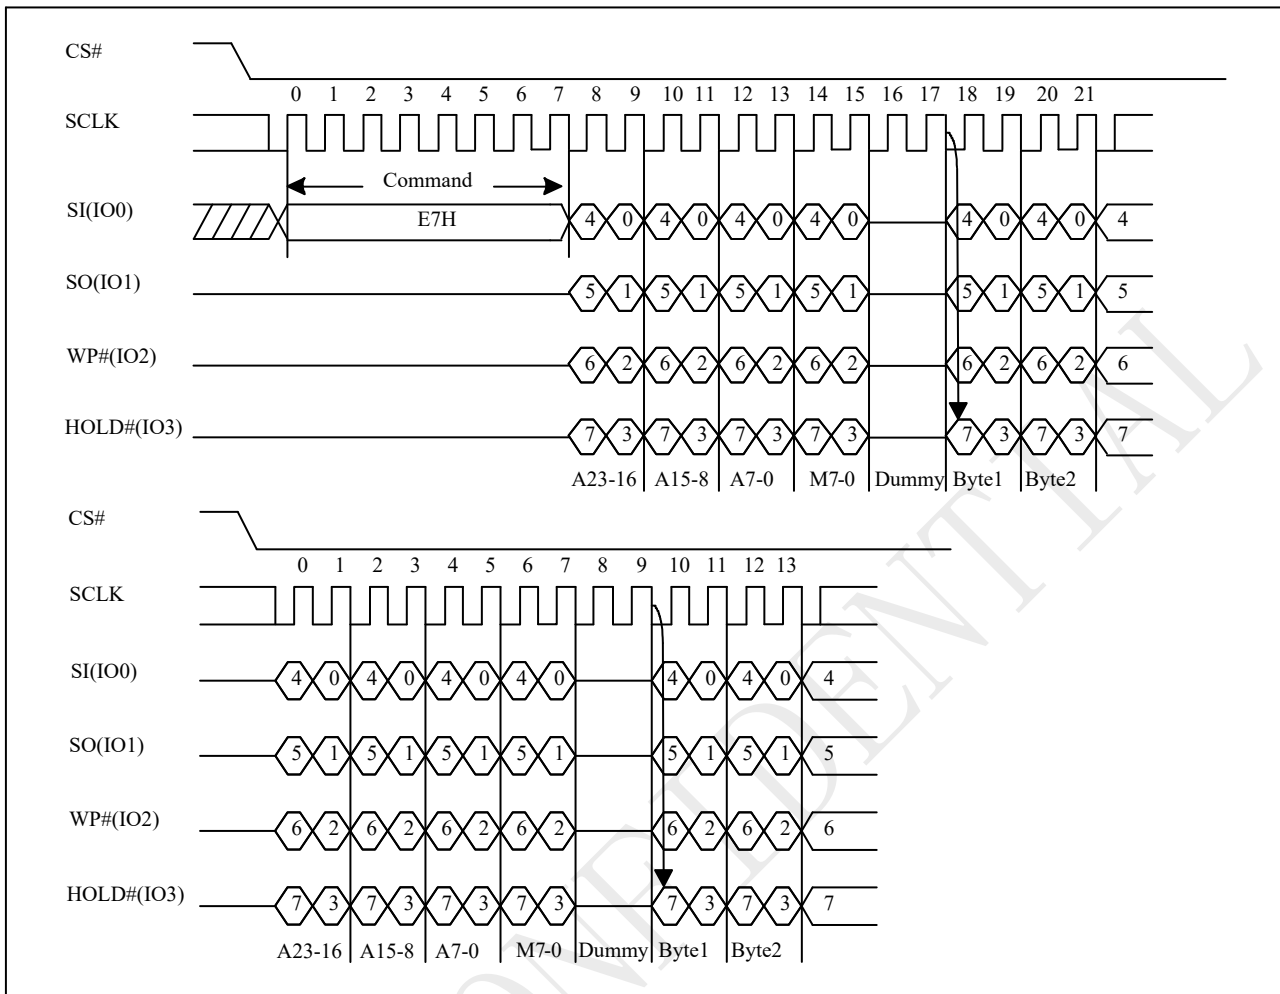 CS#
0 1 2 3 4 5 6 7 8 9 10 11 12 13 14 15 16 17 18 19 20 21
SCLK
Command
SI(IO0) E7H 4 0 4 0 4 0 4 0 4 0 4 0 4
SO(IO1) 5 1 5 1 5 1 5 1 5 1 5 1 5
WP#(IO2) 6 2 6 2 6 2 6 2 6 2 6 2 6
HOLD#(IO3) 7 3 7 3 7 3 7 3 7 3 7 3 7
A23-16 A15-8 A7-0 M7-0 Dummy Byte1 Byte2
CS#
0 1 2 3 4 5 6 7 8 9 10 11 12 13
SCLK
SI(IO0) 4 0 4 0 4 0 4 0 4 0 4 0 4
SO(IO1) 5 1 5 1 5 1 5 1 5 1 5 1 5
WP#(IO2) 6 2 6 2 6 2 6 2 6 2 6 2 6
HOLD#(IO3) 7 3 7 3 7 3 7 3 7 3 7 3 7
A23-16 A15-8 A7-0 M7-0 Dummy Byte1 Byte2
ONFIDENTIAL